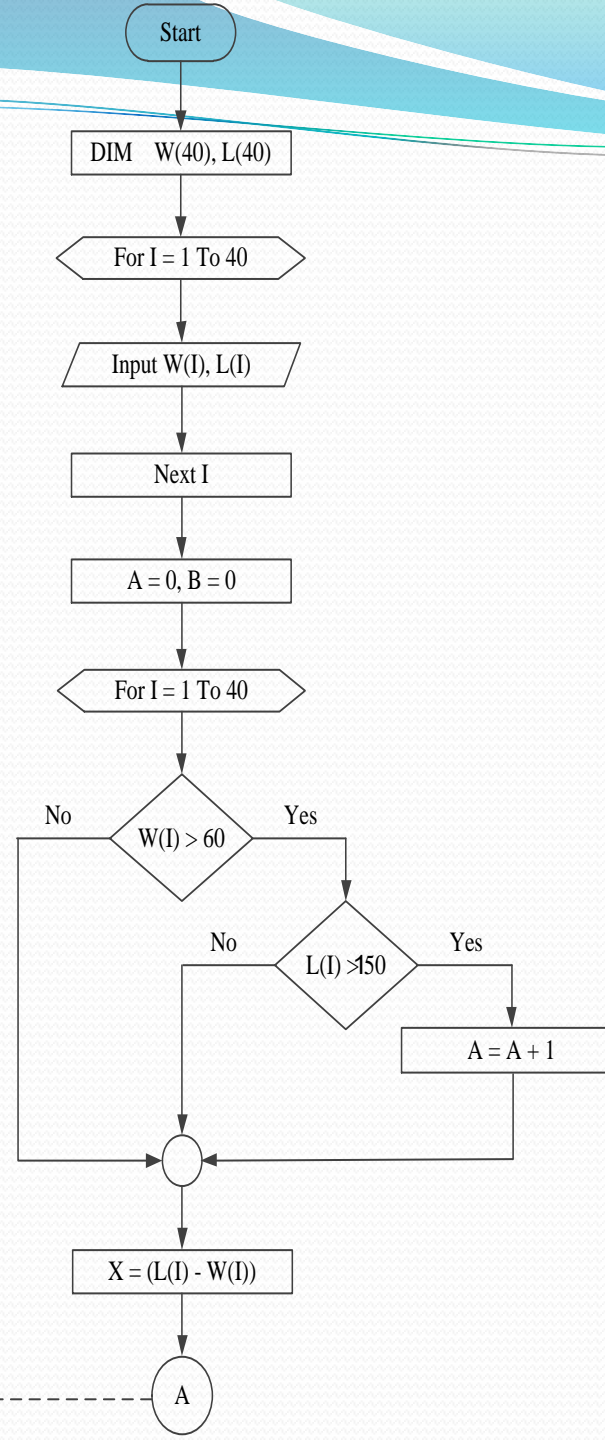 Start
DIM W(40), L(40)
For I = 1 To 40
Input W(I), L(I)
Next I
A = 0, B = 0
For I = 1 To 40
No
Yes
W(I) > 60
No
Yes
L(I) >150
A = A + 1
X = (L(I) - W(I))
A